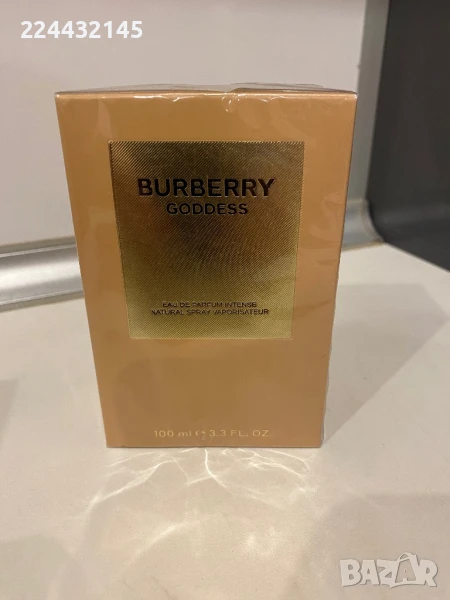 224432145
BURBERRY
GODDESS
EAU DE PARFUM INTENSE
NATURAL SPRAY VAPORISATEUR
100 ml ℮ 3.3 FL. OZ.
BAZAR